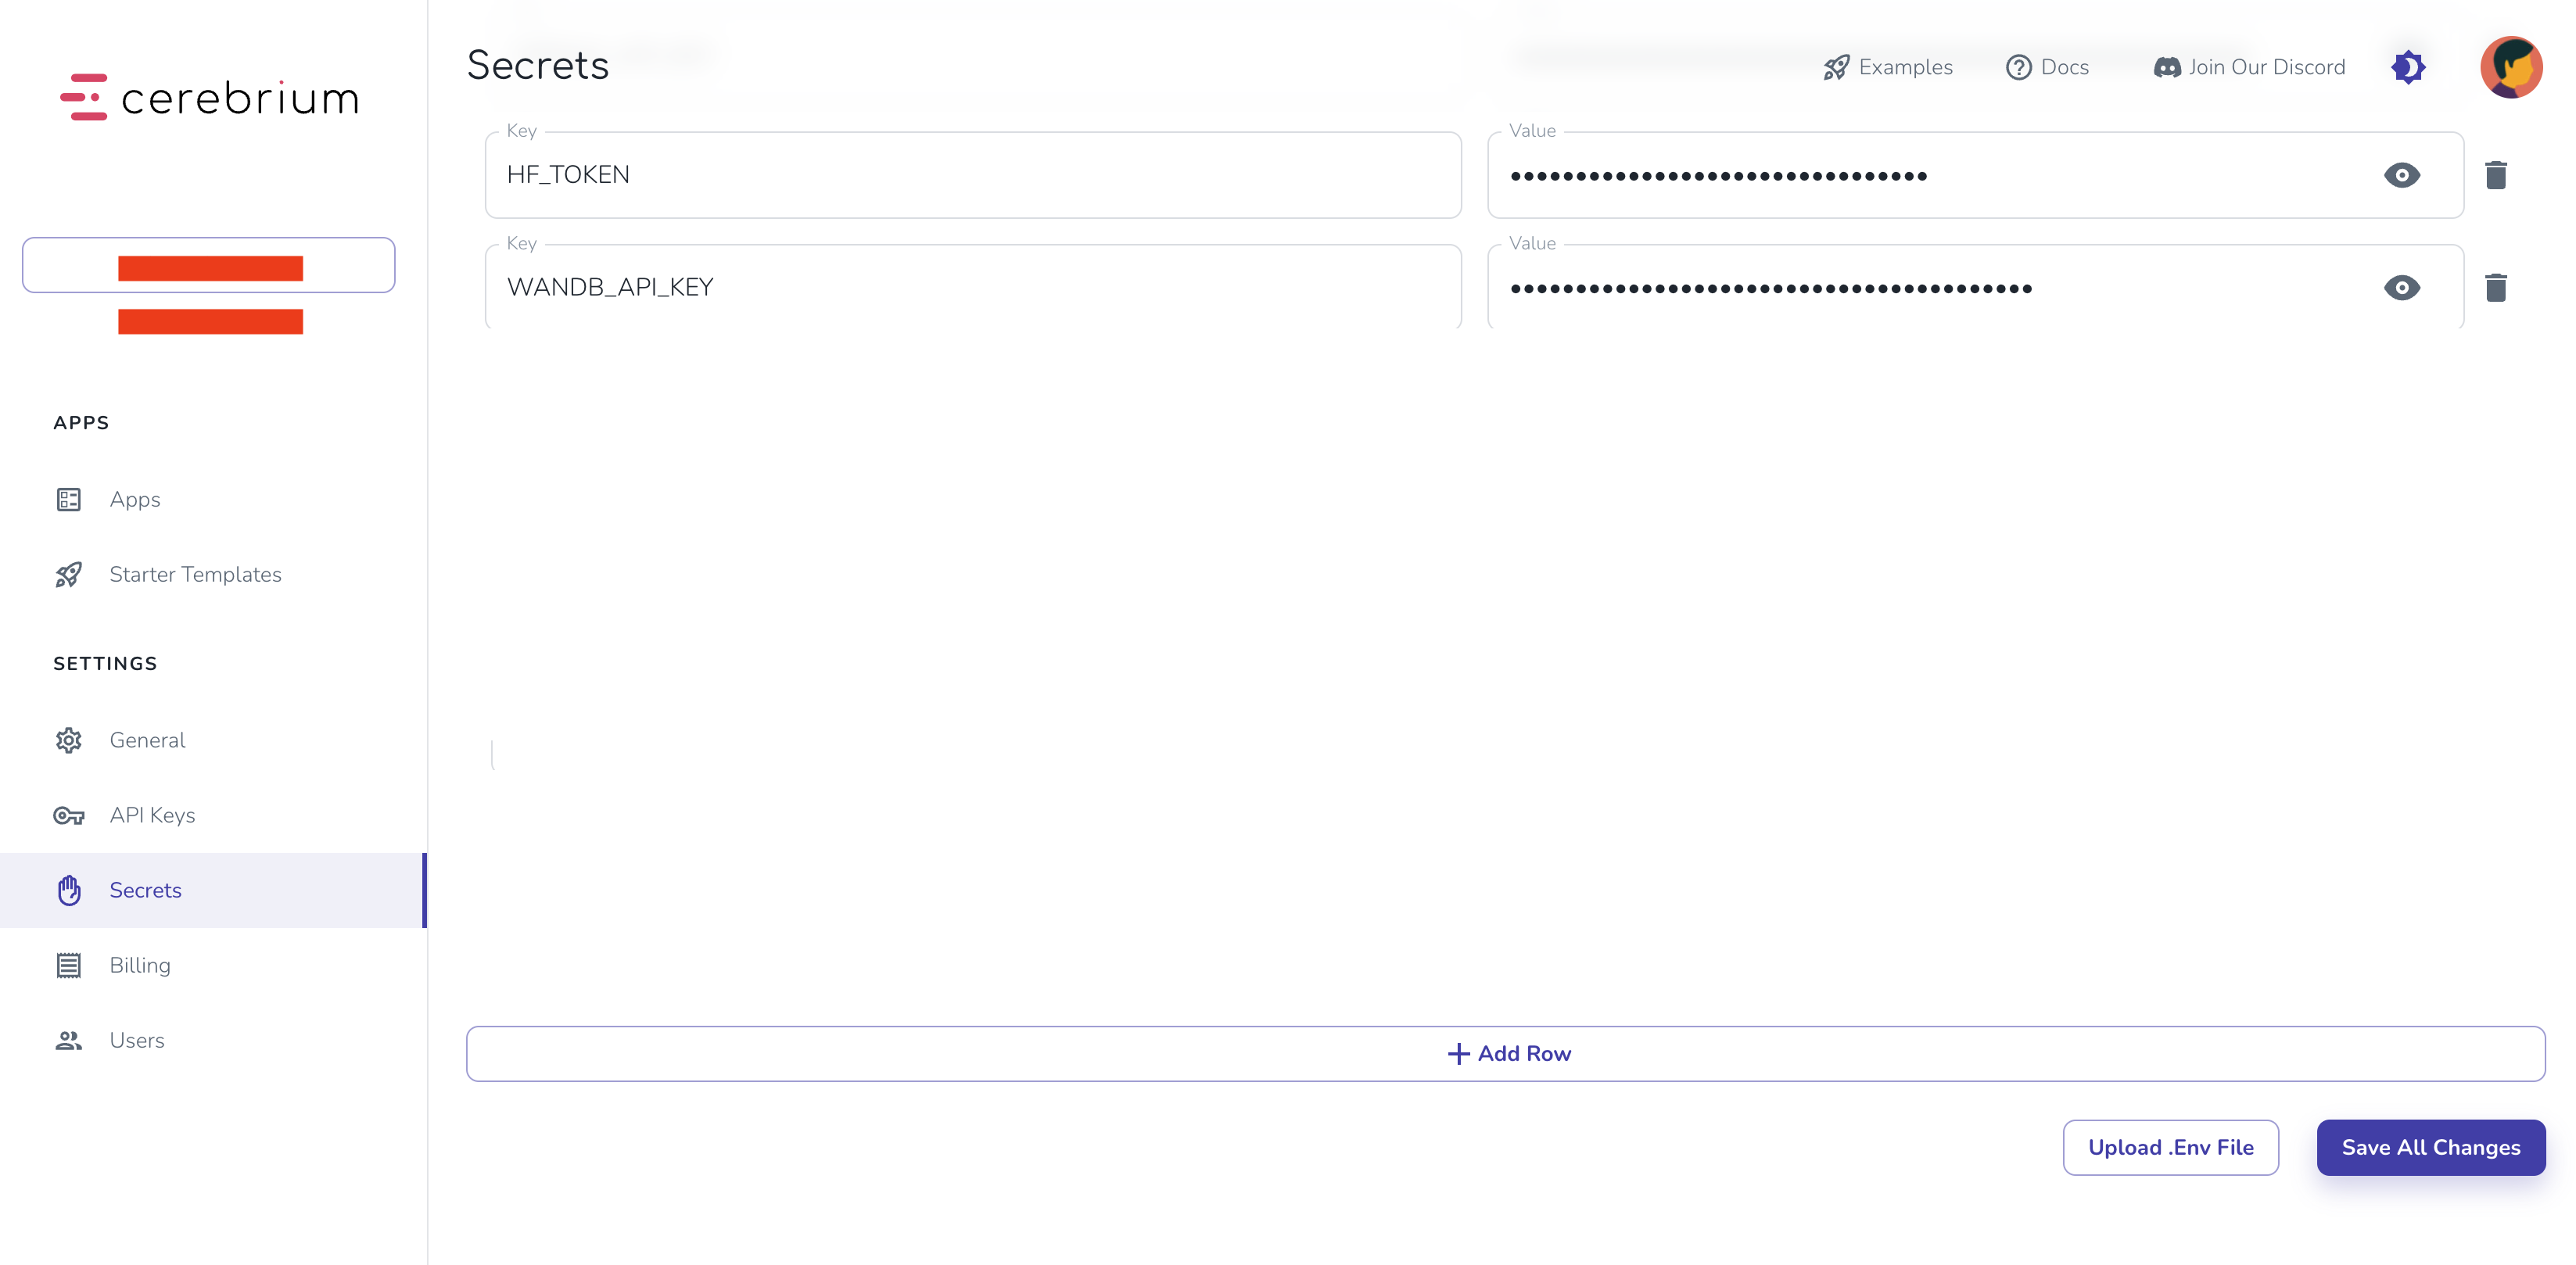 cerebrium
APPS
Apps
Starter Templates
SETTINGS
General
API Keys
Secrets
Billing
Users
Secrets
Examples
Docs
Join Our Discord
Key
HF_TOKEN
Value
••••••••••••••••••••••••••••••••
Key
WANDB_API_KEY
Value
••••••••••••••••••••••••••••••••••••••••
Add Row
Upload .Env File
Save All Changes